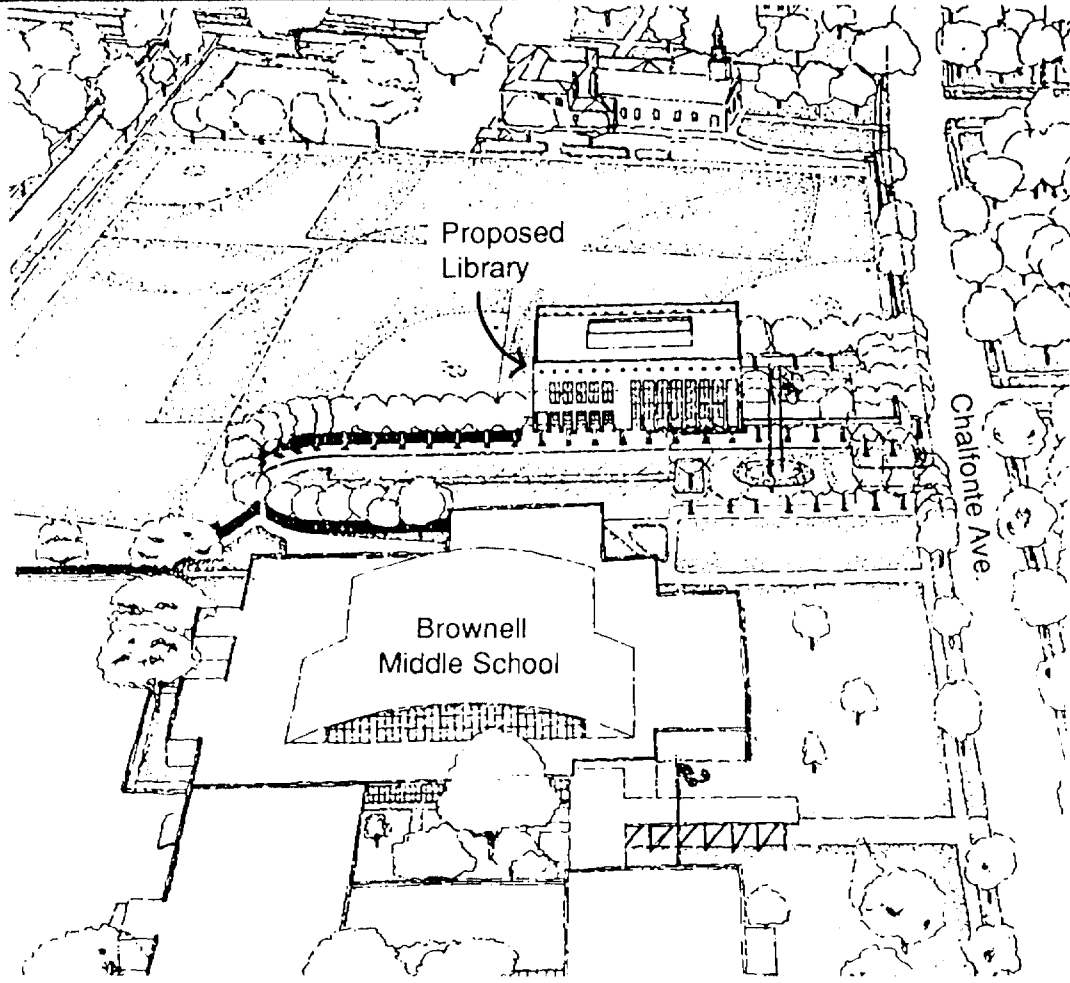 Proposed
Library
Chalfonte Ave.
Brownell
Middle School